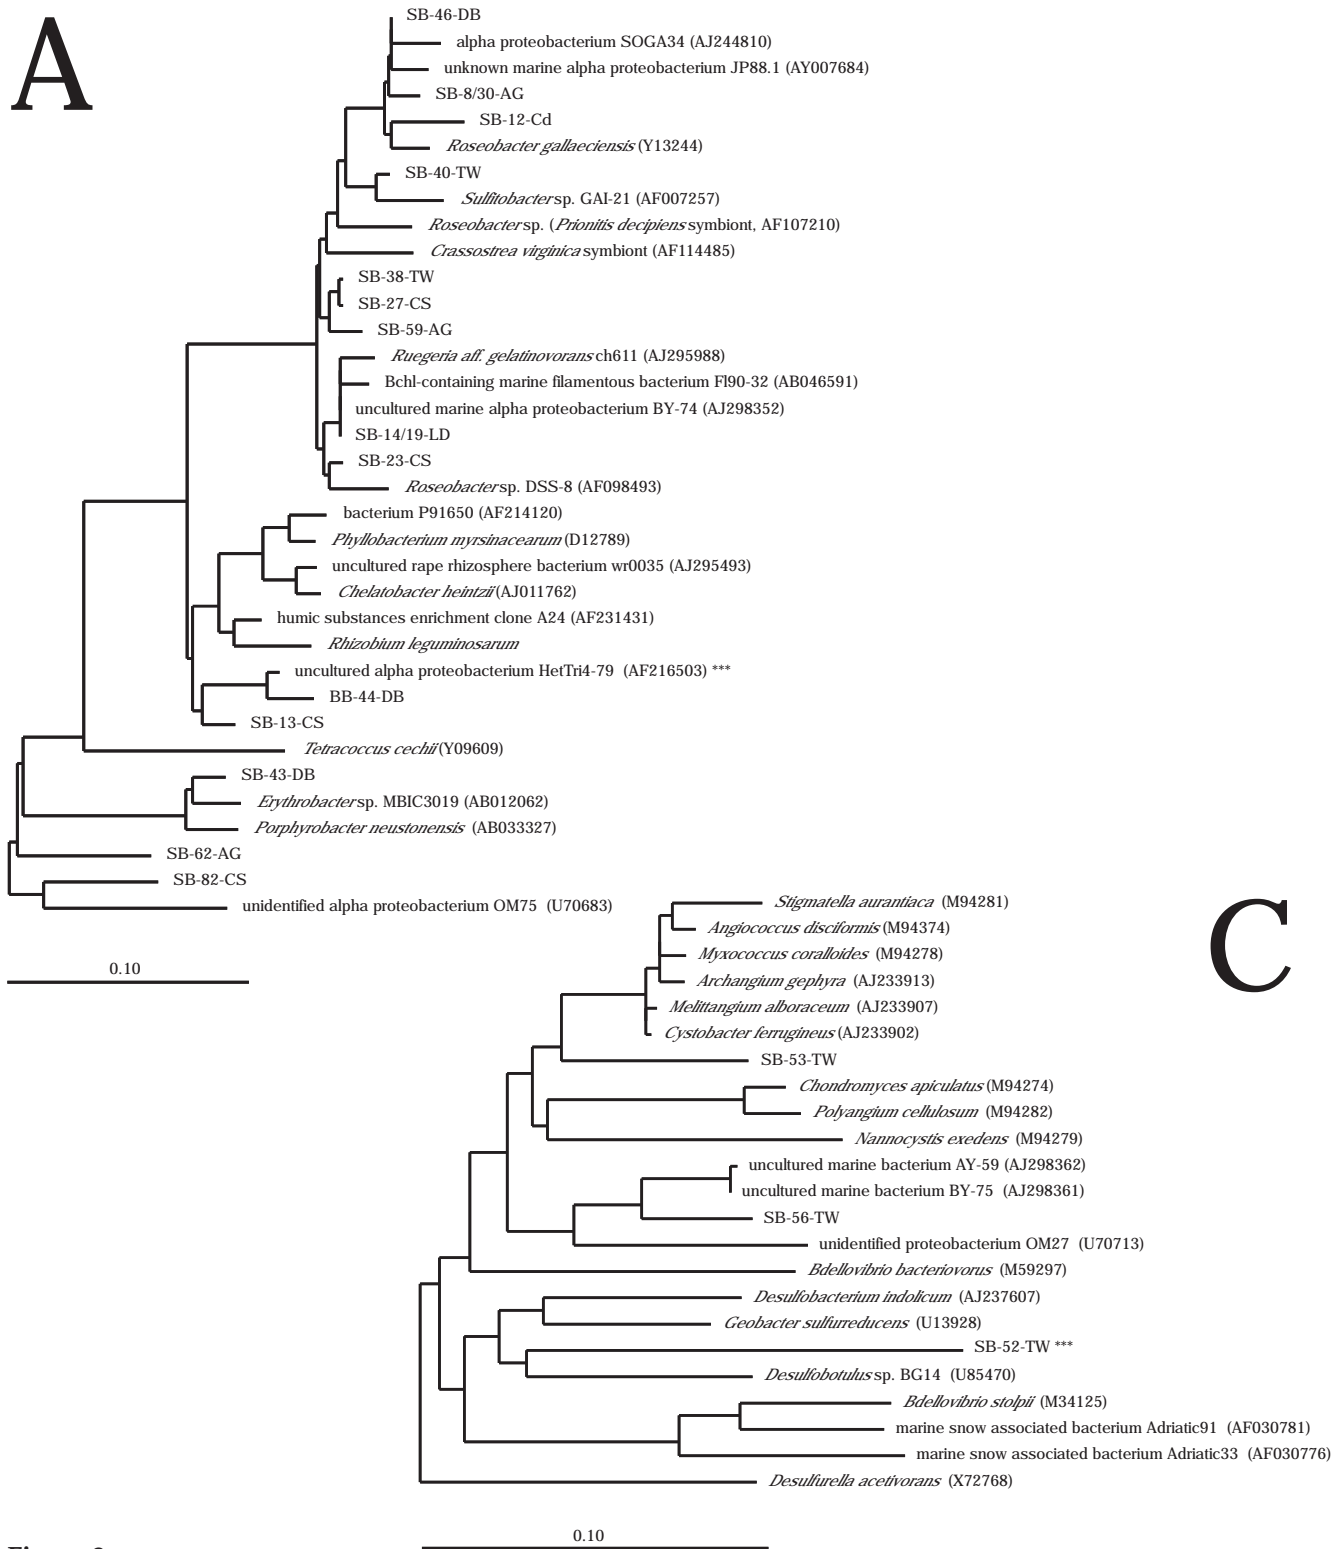 A
SB-46-DB
alpha proteobacterium SOGA34 (AJ244810)
unknown marine alpha proteobacterium JP88.1 (AY007684)
SB-8/30-AG
SB-12-Cd
Roseobacter gallaeciensis (Y13244)
SB-40-TW
Sulfitobacter sp. GAI-21 (AF007257)
Roseobacter sp. (Prionitis decipiens symbiont, AF107210)
Crassostrea virginica symbiont (AF114485)
SB-38-TW
SB-27-CS
SB-59-AG
Ruegeria aff. gelatinovorans ch611 (AJ295988)
Bchl-containing marine filamentous bacterium Fl90-32 (AB046591)
uncultured marine alpha proteobacterium BY-74 (AJ298352)
SB-14/19-LD
SB-23-CS
Roseobacter sp. DSS-8 (AF098493)
bacterium P91650 (AF214120)
Phyllobacterium myrsinacearum (D12789)
uncultured rape rhizosphere bacterium wr0035 (AJ295493)
Chelatobacter heintzii (AJ011762)
humic substances enrichment clone A24 (AF231431)
Rhizobium leguminosarum
uncultured alpha proteobacterium HetTri4-79 (AF216503) ***
BB-44-DB
SB-13-CS
Tetracoccus cechii (Y09609)
SB-43-DB
Erythrobacter sp. MBIC3019 (AB012062)
Porphyrobacter neustonensis (AB033327)
SB-62-AG
SB-82-CS
unidentified alpha proteobacterium OM75 (U70683)
0.10
C
Stigmatella aurantiaca (M94281)
Angiococcus disciformis (M94374)
Myxococcus coralloides (M94278)
Archangium gephyra (AJ233913)
Melittangium alboraceum (AJ233907)
Cystobacter ferrugineus (AJ233902)
SB-53-TW
Chondromyces apiculatus (M94274)
Polyangium cellulosum (M94282)
Nannocystis exedens (M94279)
uncultured marine bacterium AY-59 (AJ298362)
uncultured marine bacterium BY-75 (AJ298361)
SB-56-TW
unidentified proteobacterium OM27 (U70713)
Bdellovibrio bacteriovorus (M59297)
Desulfobacterium indolicum (AJ237607)
Geobacter sulfurreducens (U13928)
SB-52-TW ***
Desulfobotulus sp. BG14 (U85470)
Bdellovibrio stolpii (M34125)
marine snow associated bacterium Adriatic91 (AF030781)
marine snow associated bacterium Adriatic33 (AF030776)
Desulfurella acetivorans (X72768)
0.10